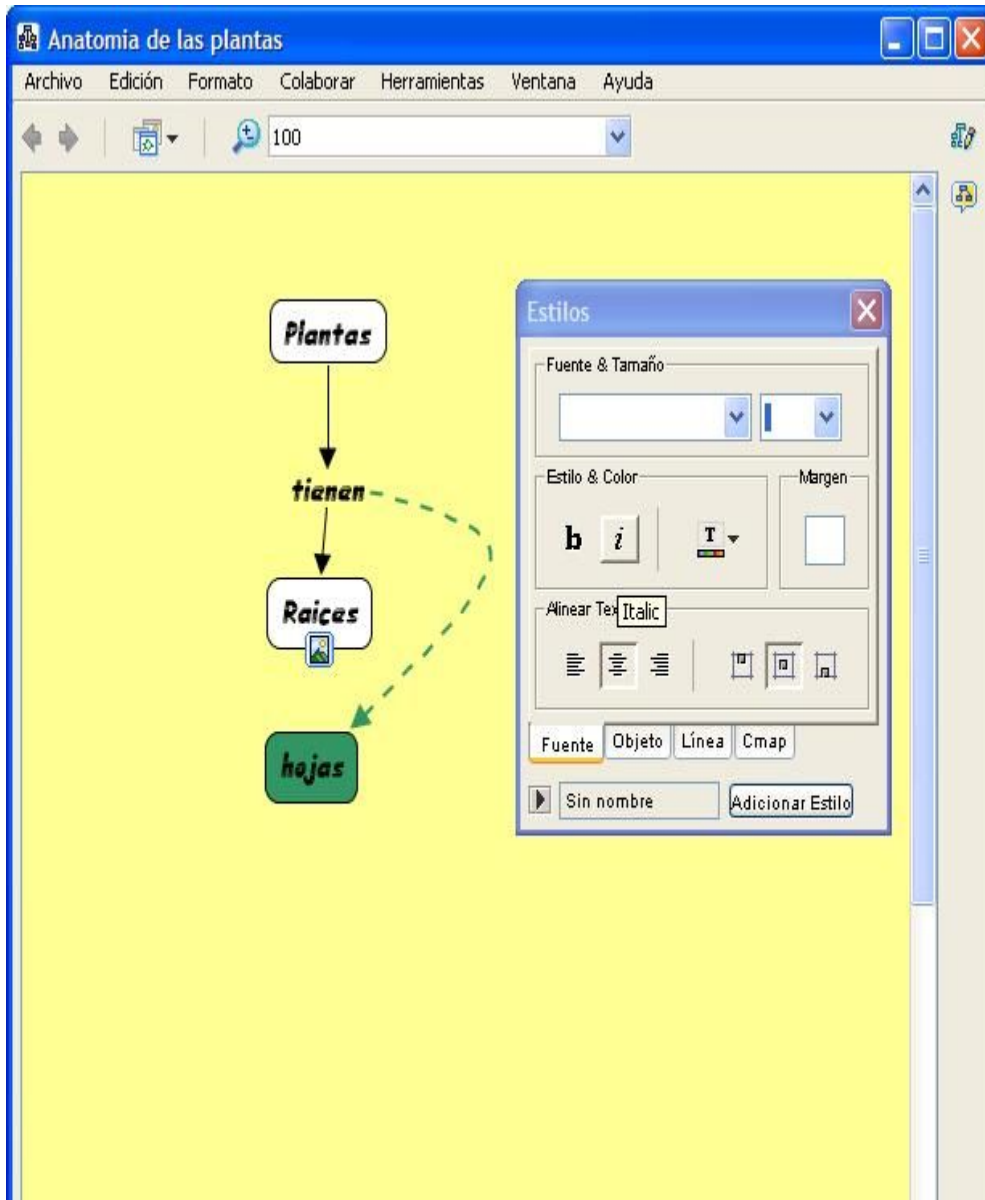 Anatomia de las plantas
Archivo Edición Formato Colaborar Herramientas Ventana Ayuda
100
Plantas
tienen
Raices
hojas
Estilos
Fuente & Tamaño
Estilo & Color Margen
b i T
Alinear Tex
Italic
Fuente Objeto Línea Cmap
Sin nombre Adicionar Estilo